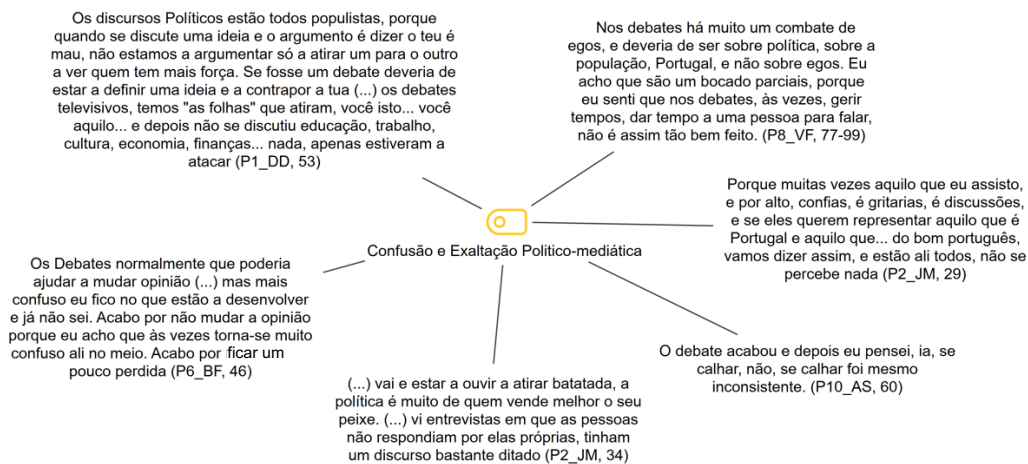 Os discursos Políticos estão todos populistas, porque
quando se discute uma ideia e o argumento é dizer o teu é
mau, não estamos a argumentar só a atirar um para o outro
a ver quem tem mais força. Se fosse um debate deveria de
estar a definir uma ideia e a contrapor a tua (...) os debates
televisivos, temos "as folhas" que atiram, você isto... você
aquilo... e depois não se discutiu educação, trabalho,
cultura, economia, finanças... nada, apenas estiveram a
atacar (P1_DD, 53)
Nos debates há muito um combate de
egos, e deveria de ser sobre política, sobre a
população, Portugal, e não sobre egos. Eu
acho que são um bocado parciais, porque
eu senti que nos debates, às vezes, gerir
tempos, dar tempo a uma pessoa para falar,
não é assim tão bem feito. (P8_VF, 77-99)
Porque muitas vezes aquilo que eu assisto,
e por alto, confias, é gritarias, é discussões,
e se eles querem representar aquilo que é
Portugal e aquilo que... do bom português,
vamos dizer assim, e estão ali todos, não se
percebe nada (P2_JM, 29)
Confusão e Exaltação Politico-mediática
Os Debates normalmente que poderia
ajudar a mudar opinião (...) mas mais
confuso eu fico no que estão a desenvolver
e já não sei. Acabo por não mudar a opinião
porque eu acho que às vezes torna-se muito
confuso ali no meio. Acabo por ficar um
pouco perdida (P6_BF, 46)
O debate acabou e depois eu pensei, ia, se
calhar, não, se calhar foi mesmo
inconsistente. (P10_AS, 60)
(...) vai e estar a ouvir a atirar batatada, a
política é muito de quem vende melhor o seu
peixe. (...) vi entrevistas em que as pessoas
não respondiam por elas próprias, tinham
um discurso bastante ditado (P2_JM, 34)